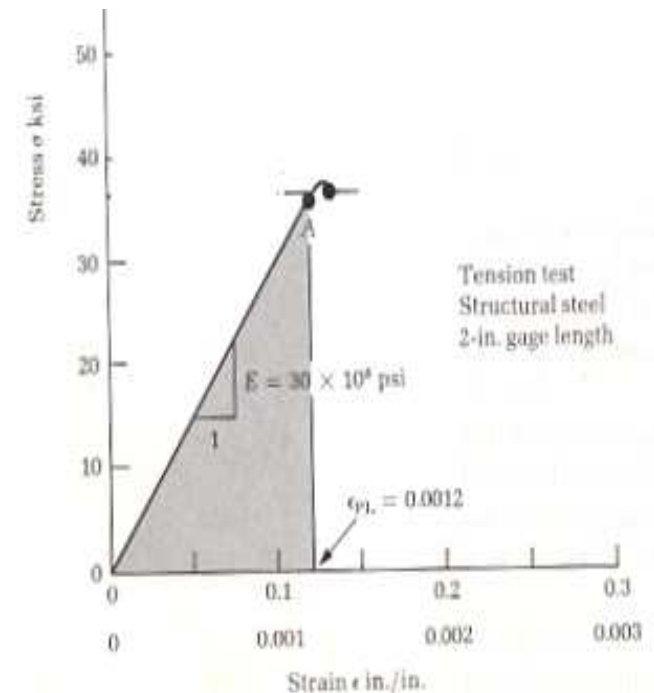 50
40
30
20
10
0
Stress σ ksi
A
Tension test
Structural steel
2-in. gage length
E = 30 × 10⁶ psi
1
ϵPL. = 0.0012
0 0.1 0.2 0.3
0 0.001 0.002 0.003
Strain ϵ in./in.